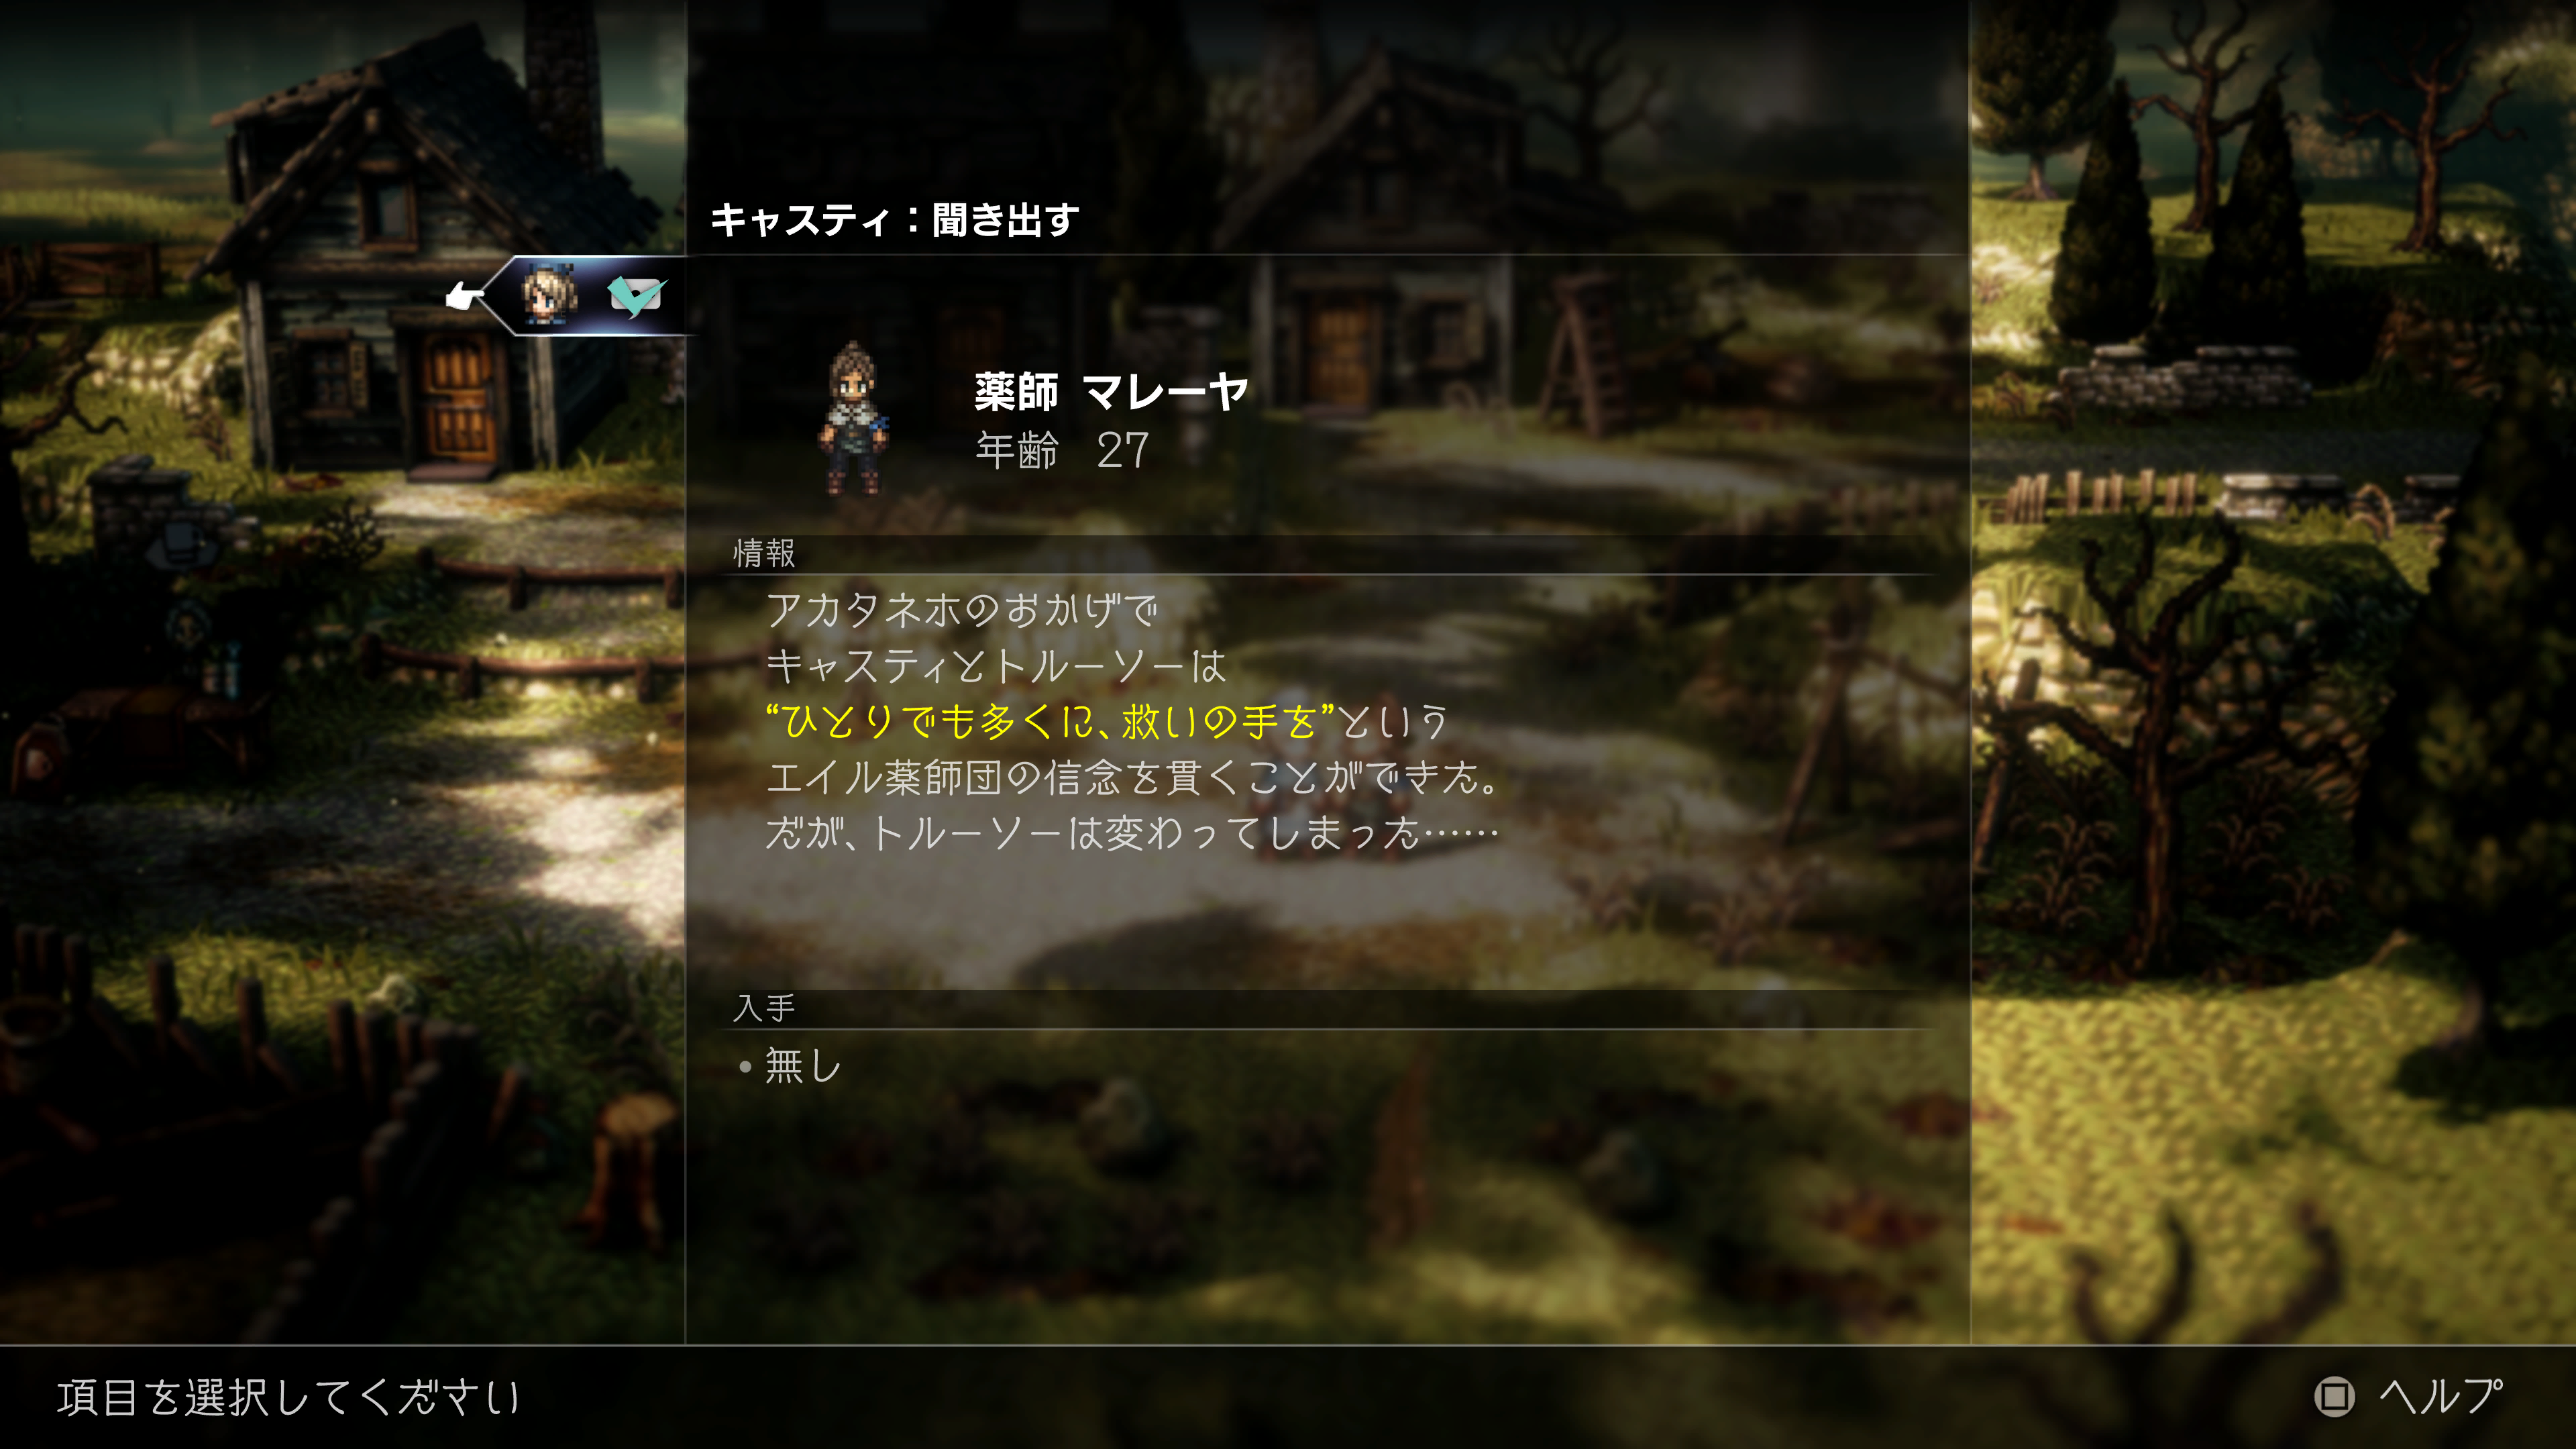 キャスティ：聞き出す
薬師 マレーヤ
年齢 27
情報
アカタネホのおかげで
キャスティとトルーソーは
“ひとりでも多くに、救いの手を”という
エイル薬師団の信念を貫くことができた。
だが、トルーソーは変わってしまった……
入手
• 無し
項目を選択してください
ヘルプ